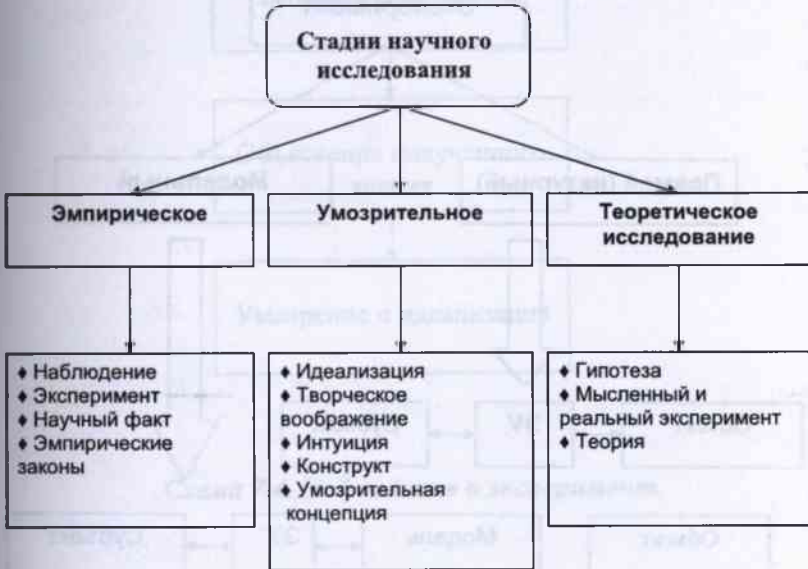 Стадии научного
исследования
Эмпирическое
Умозрительное
Теоретическое
исследование
♦ Наблюдение
♦ Эксперимент
♦ Научный факт
♦ Эмпирические
законы
♦ Идеализация
♦ Творческое
воображение
♦ Интуиция
♦ Конструкт
♦ Умозрительная
концепция
♦ Гипотеза
♦ Мысленный и
реальный эксперимент
♦ Теория